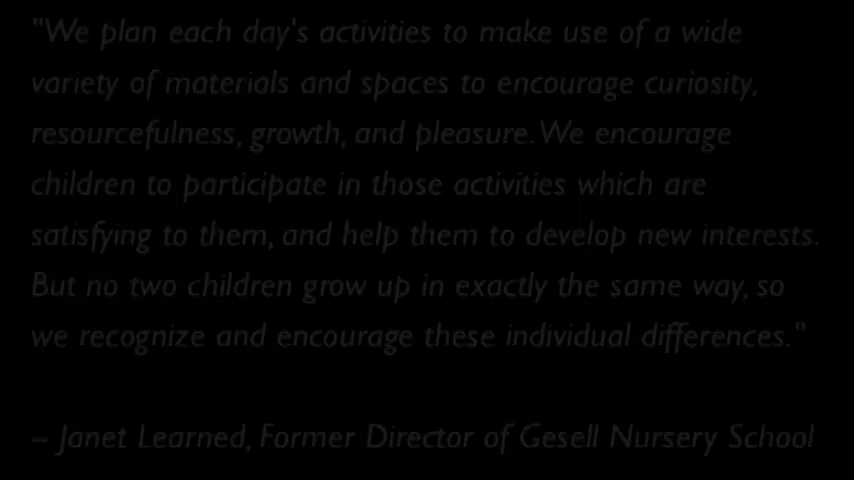 "We plan each day's activities to make use of a wide
variety of materials and spaces to encourage curiosity,
resourcefulness, growth, and pleasure. We encourage
children to participate in those activities which are
satisfying to them, and help them to develop new interests.
But no two children grow up in exactly the same way, so
we recognize and encourage these individual differences."
– Janet Learned, Former Director of Gesell Nursery School